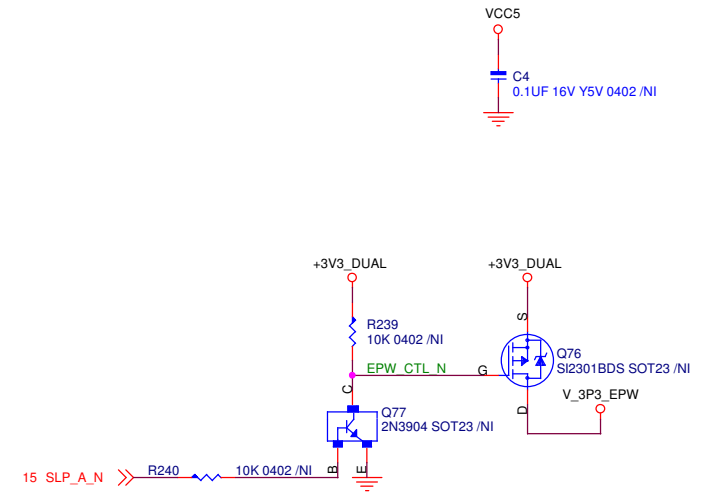 VCC5
C4
0.1UF 16V Y5V 0402 /NI
+3V3_DUAL
+3V3_DUAL
S
R239
10K 0402 /NI
Q76
SI2301BDS SOT23 /NI
EPW_CTL_N
G
C
D
V_3P3_EPW
Q77
2N3904 SOT23 /NI
B
E
15 SLP_A_N
R240
10K 0402 /NI